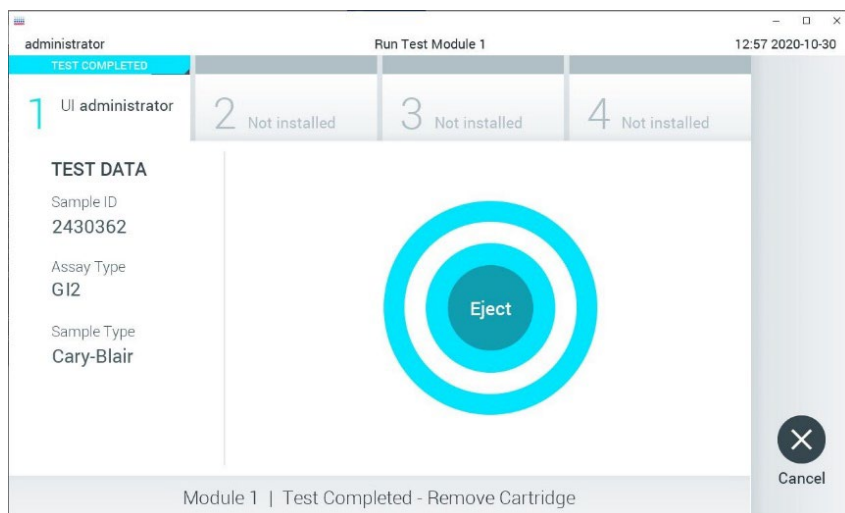 administrator Run Test Module 1 12:57 2020-10-30
TEST COMPLETED
1 UI administrator 2 Not installed 3 Not installed 4 Not installed
TEST DATA
Sample ID
2430362
Assay Type
GI2
Sample Type
Cary-Blair
Eject
Cancel
Module 1 | Test Completed - Remove Cartridge